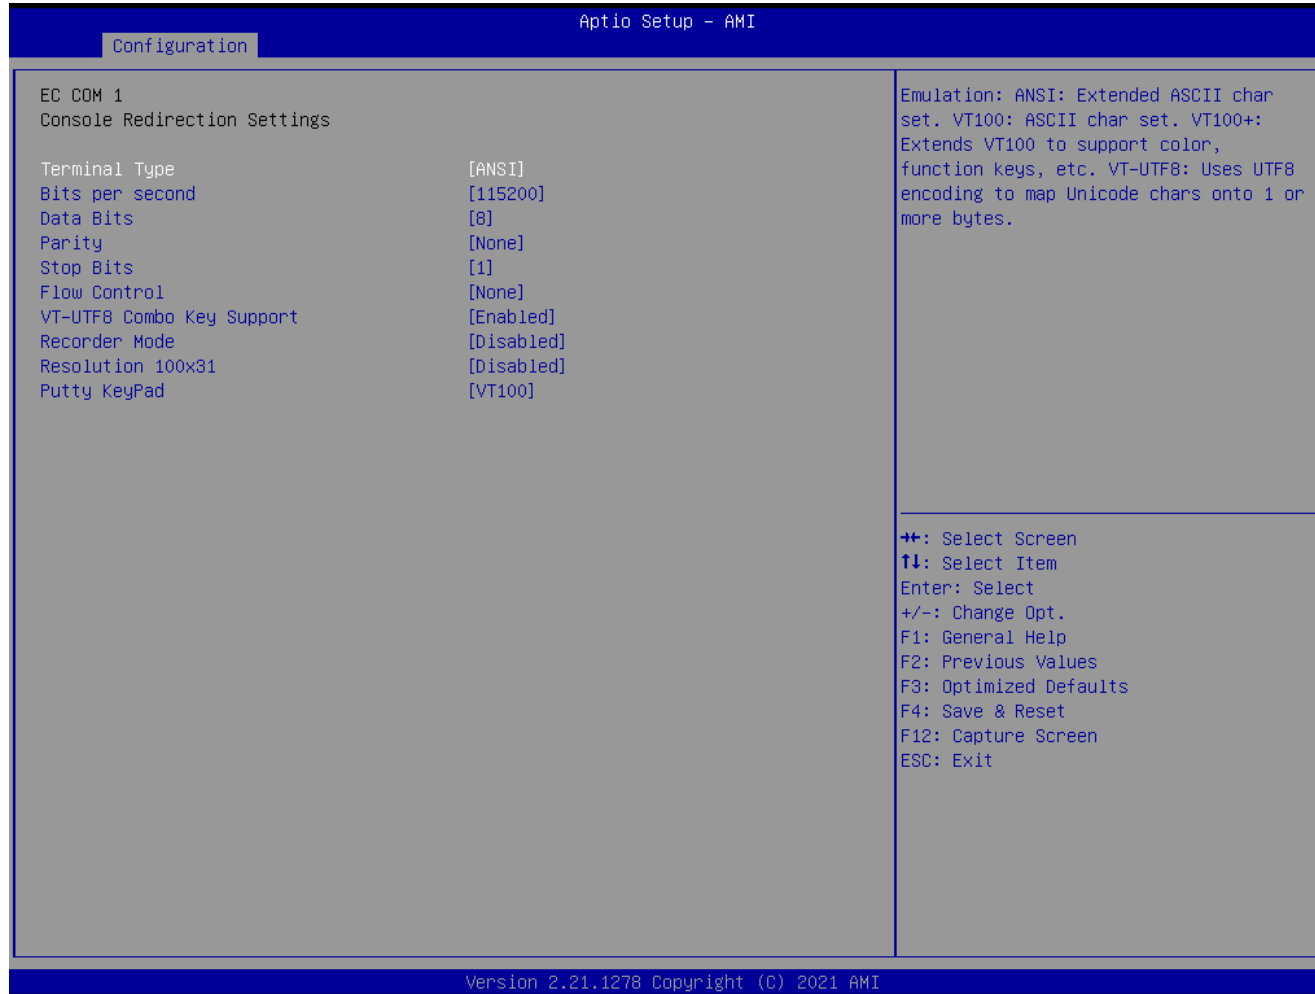 Aptio Setup – AMI
Configuration
EC COM 1
Console Redirection Settings
Terminal Type [ANSI]
Bits per second [115200]
Data Bits [8]
Parity [None]
Stop Bits [1]
Flow Control [None]
VT-UTF8 Combo Key Support [Enabled]
Recorder Mode [Disabled]
Resolution 100x31 [Disabled]
Putty KeyPad [VT100]
Emulation: ANSI: Extended ASCII char
set. VT100: ASCII char set. VT100+:
Extends VT100 to support color,
function keys, etc. VT-UTF8: Uses UTF8
encoding to map Unicode chars onto 1 or
more bytes.
→←: Select Screen
↑↓: Select Item
Enter: Select
+/-: Change Opt.
F1: General Help
F2: Previous Values
F3: Optimized Defaults
F4: Save & Reset
F12: Capture Screen
ESC: Exit
Version 2.21.1278 Copyright (C) 2021 AMI